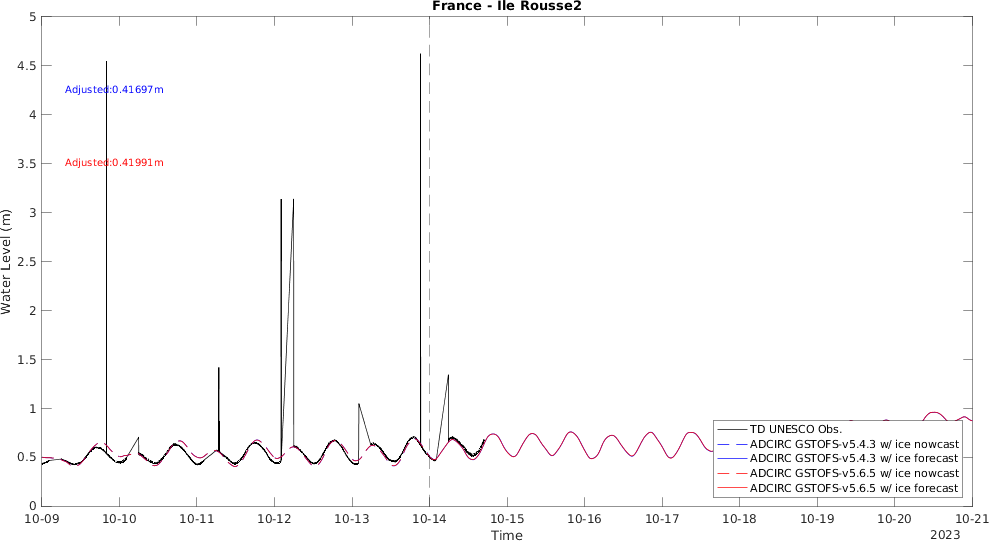 France - Ile Rousse2
5
4.5
4
3.5
3
2.5
2
1.5
1
0.5
0
Water Level (m)
Adjusted:0.41697m
Adjusted:0.41991m
TD UNESCO Obs.
ADCIRC GSTOFS-v5.4.3 w/ ice nowcast
ADCIRC GSTOFS-v5.4.3 w/ ice forecast
ADCIRC GSTOFS-v5.6.5 w/ ice nowcast
ADCIRC GSTOFS-v5.6.5 w/ ice forecast
10-09 10-10 10-11 10-12 10-13 10-14 10-15 10-16 10-17 10-18 10-19 10-20 10-21
Time
2023